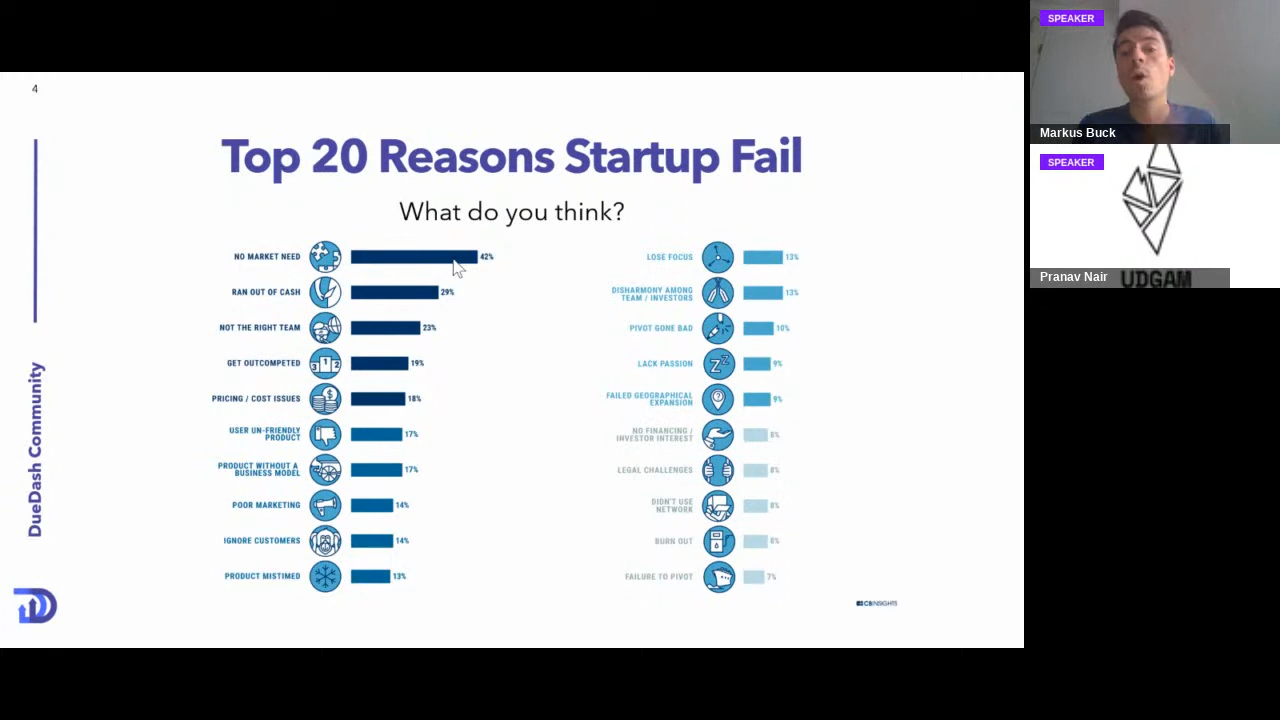 4
Top 20 Reasons Startup Fail
What do you think?
NO MARKET NEED
42%
RAN OUT OF CASH
29%
NOT THE RIGHT TEAM
23%
GET OUTCOMPETED
3 1 2
19%
PRICING / COST ISSUES
$
18%
USER UN-FRIENDLY
PRODUCT
17%
PRODUCT WITHOUT A
BUSINESS MODEL
17%
POOR MARKETING
14%
IGNORE CUSTOMERS
14%
PRODUCT MISTIMED
13%
LOSE FOCUS
13%
DISHARMONY AMONG
TEAM / INVESTORS
13%
PIVOT GONE BAD
10%
LACK PASSION
ZZ
9%
FAILED GEOGRAPHICAL
EXPANSION
?
9%
NO FINANCING /
INVESTOR INTEREST
8%
LEGAL CHALLENGES
8%
DIDN'T USE
NETWORK
8%
BURN OUT
8%
FAILURE TO PIVOT
7%
CBINSIGHTS
DueDash Community
SPEAKER
Markus Buck
SPEAKER
UDGAM
Pranav Nair